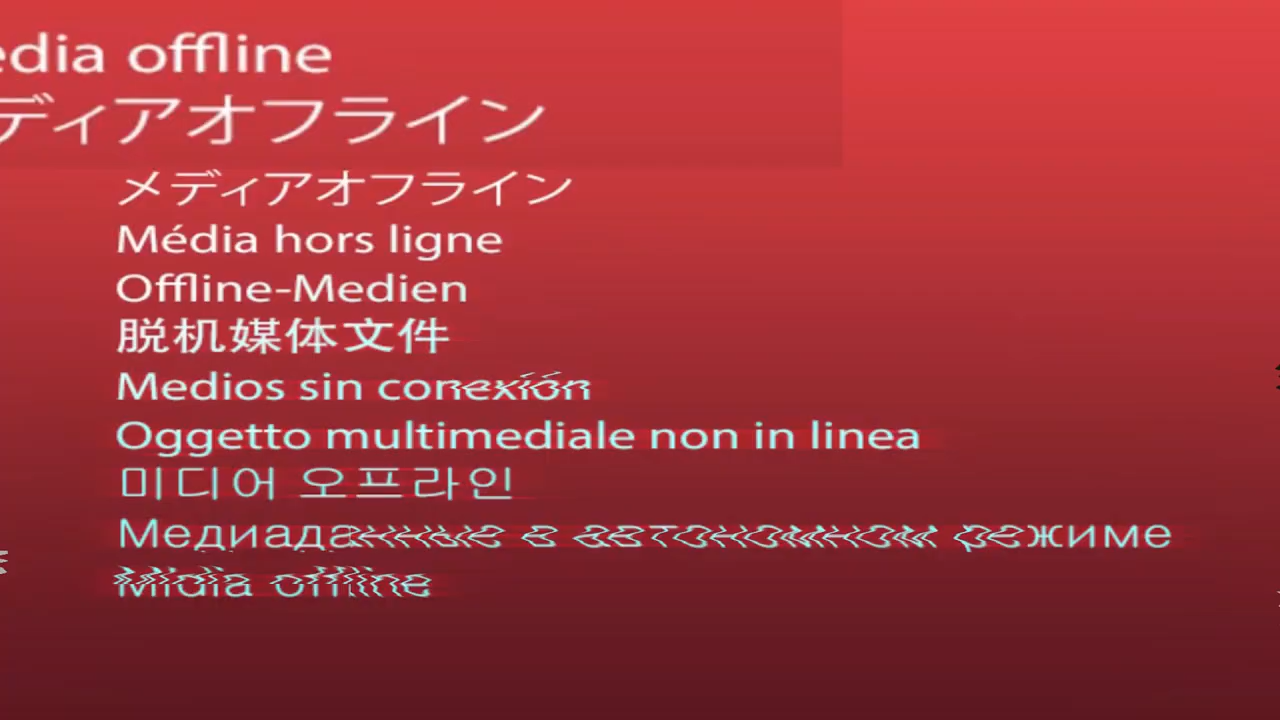 edia offline
ディアオフライン
メディアオフライン
Média hors ligne
Offline-Medien
脱机媒体文件
Medios sin conexión
Oggetto multimediale non in linea
미디어 오프라인
Медиаданные в автономном режиме
Mídia offline